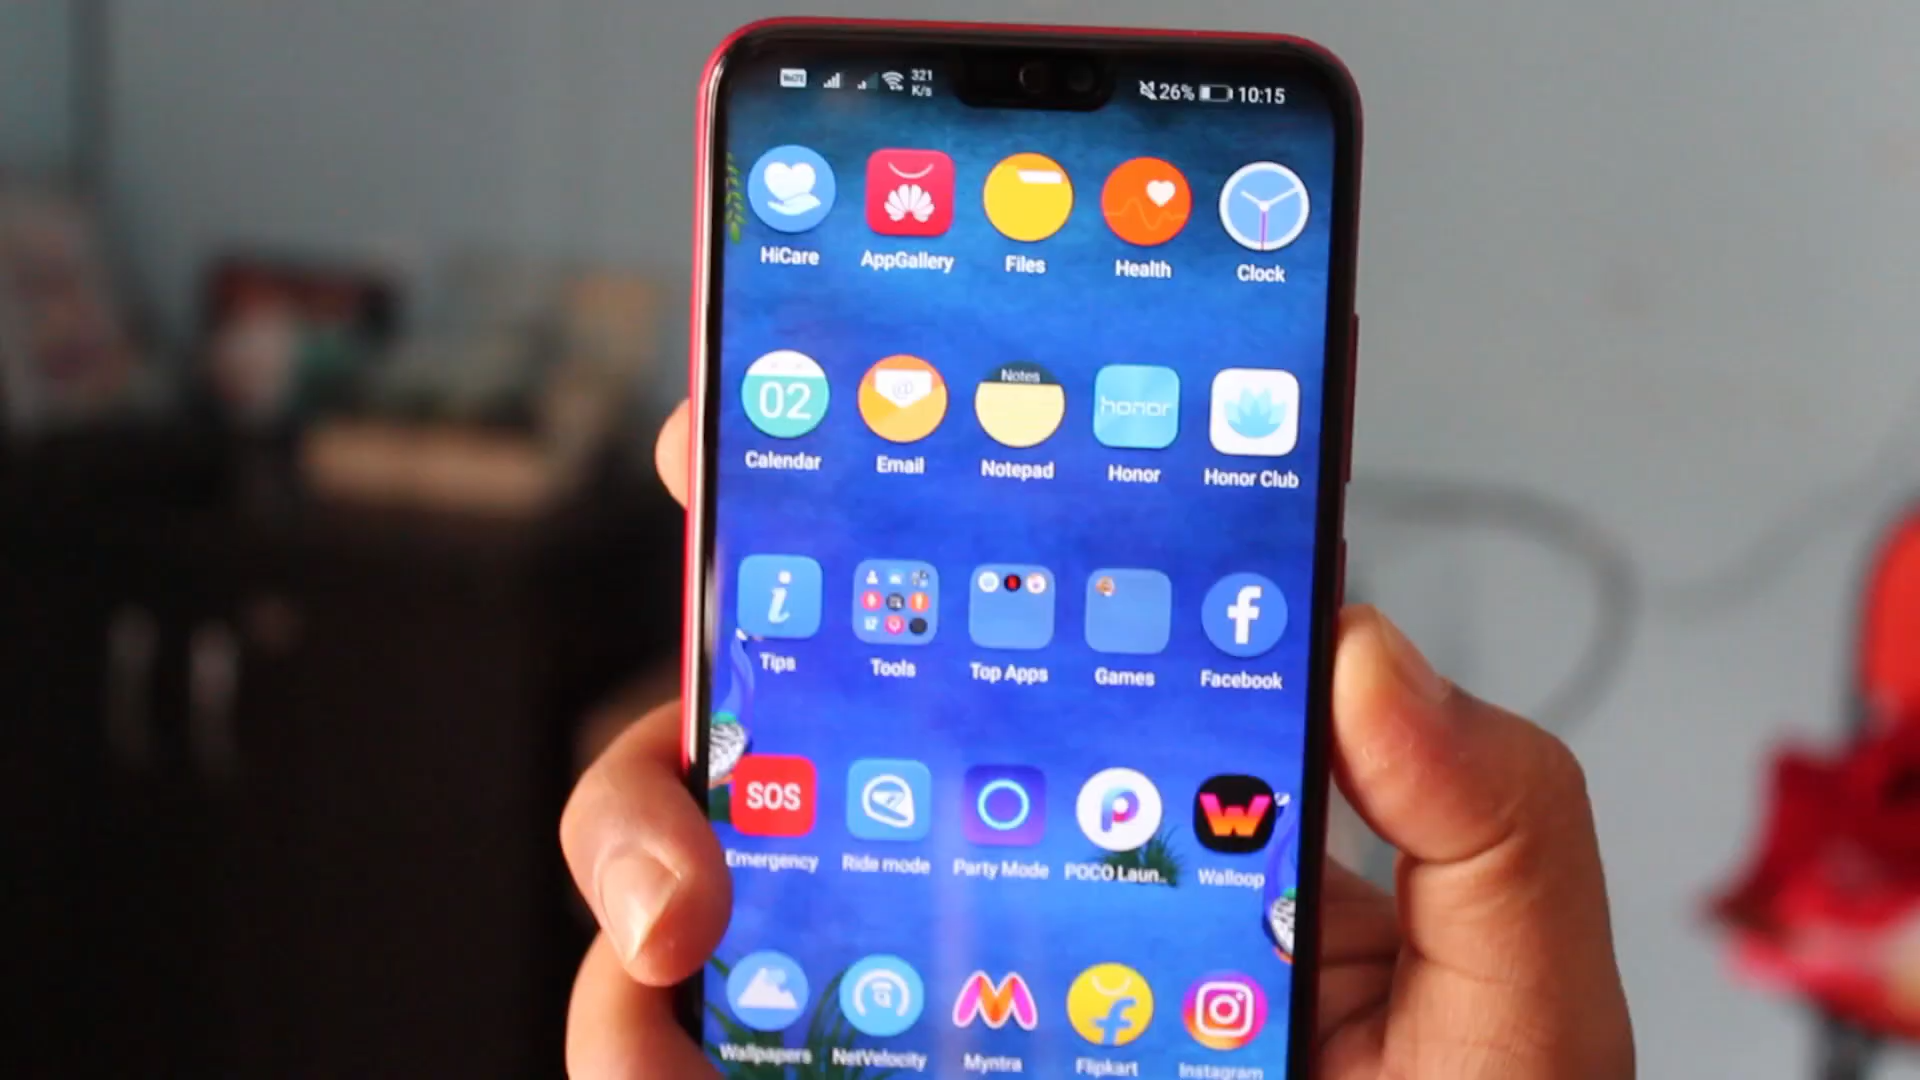 VoLTE 321 K/s 26% 10:15
HiCare AppGallery Files Health Clock
02 @ Notes honor
Calendar Email Notepad Honor Honor Club
i f
Tips Tools Top Apps Games Facebook
SOS
Emergency Ride mode Party Mode POCO Laun.. Walloop
Wallpapers NetVelocity Myntra Flipkart Instagram